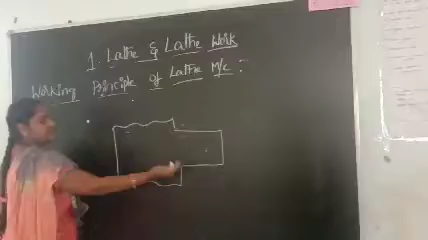 1. Lathe & Lathe Work
Working Principle of Lathe M/c :